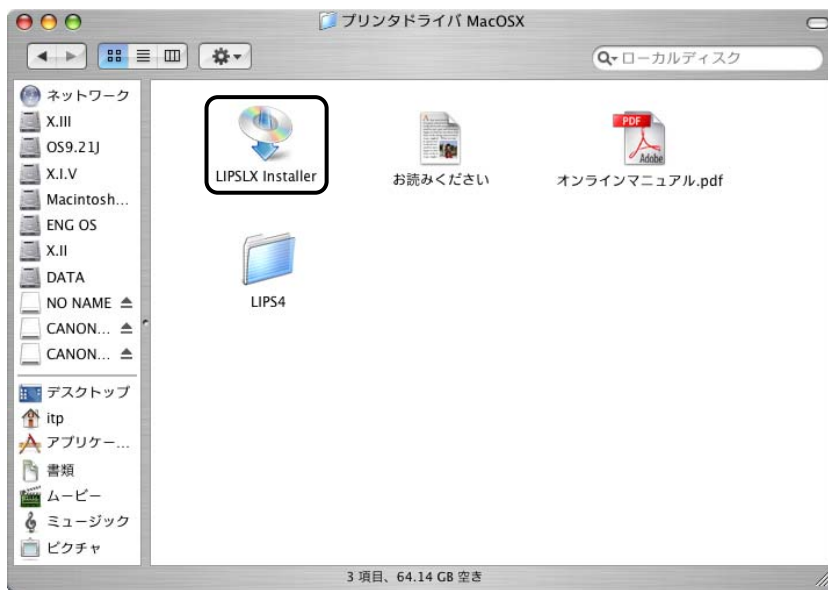 プリンタドライバ MacOSX
ローカルディスク
ネットワーク
X.III
OS9.21J
X.I.V
Macintosh...
ENG OS
X.II
DATA
NO NAME
CANON...
CANON...
デスクトップ
itp
アプリケー...
書類
ムービー
ミュージック
ピクチャ
LIPSLX Installer
お読みください
PDF
Adobe
オンラインマニュアル.pdf
LIPS4
3 項目、64.14 GB 空き